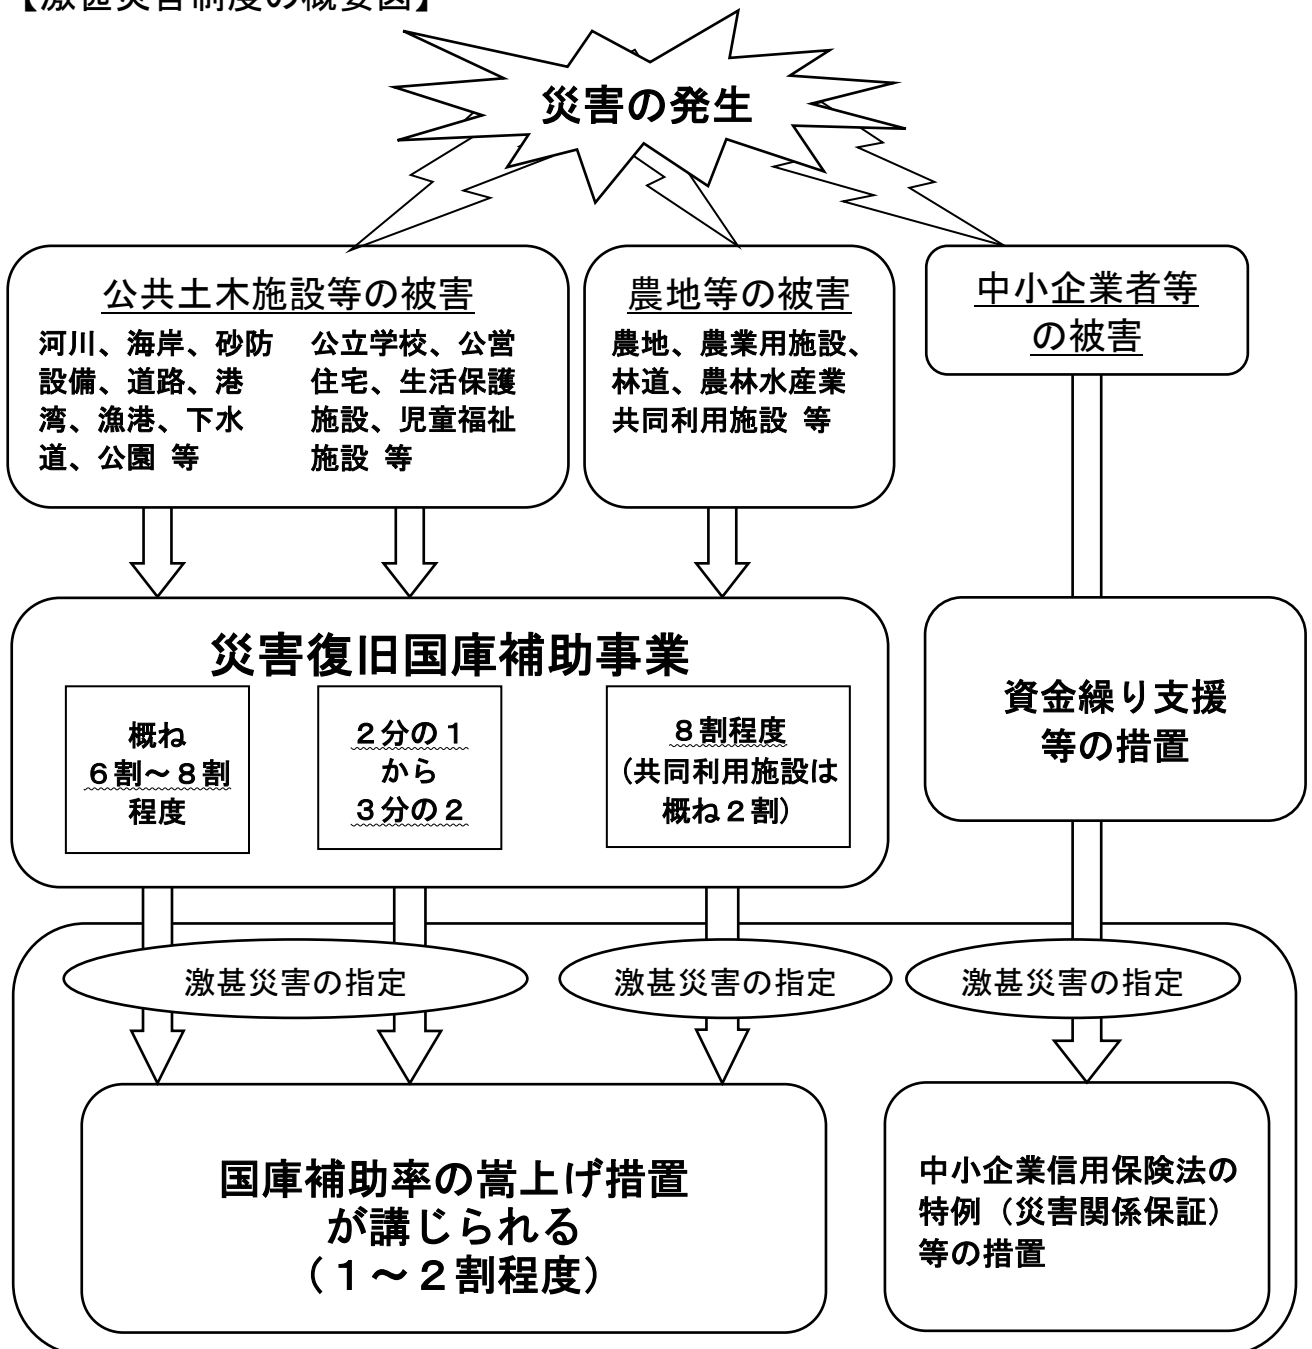 【激甚災害制度の概要図】
災害の発生
公共土木施設等の被害
河川、海岸、砂防
設備、道路、港
湾、漁港、下水
道、公園 等
公立学校、公営
住宅、生活保護
施設、児童福祉
施設 等
農地等の被害
農地、農業用施設、
林道、農林水産業
共同利用施設 等
中小企業者等
の被害
災害復旧国庫補助事業
概ね
６割～８割
程度
２分の１
から
３分の２
８割程度
（共同利用施設は
概ね２割）
資金繰り支援
等の措置
激甚災害の指定
激甚災害の指定
激甚災害の指定
国庫補助率の嵩上げ措置
が講じられる
（１～２割程度）
中小企業信用保険法の
特例（災害関係保証）
等の措置